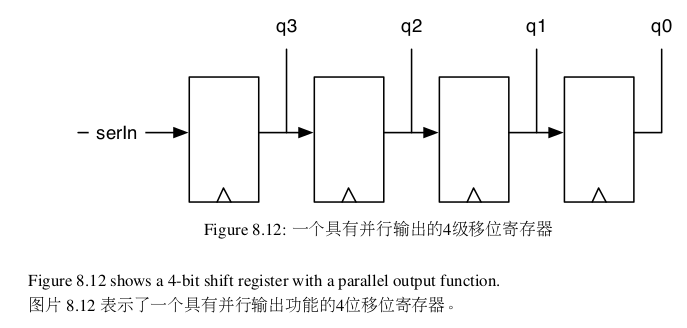 q3 q2 q1 q0
serIn
Figure 8.12: 一个具有并行输出的4级移位寄存器
Figure 8.12 shows a 4-bit shift register with a parallel output function.
图片 8.12 表示了一个具有并行输出功能的4位移位寄存器。